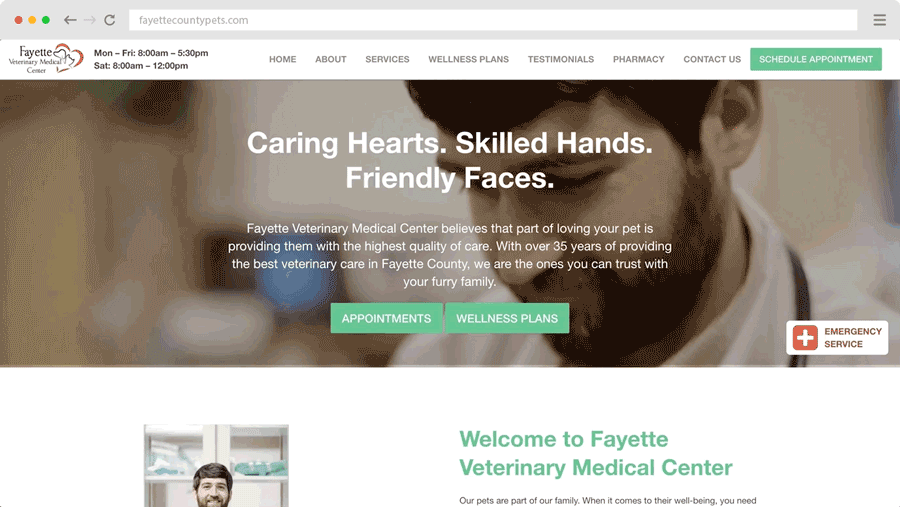 fayettecountypets.com
Fayette
Veterinary Medical
Center
Mon – Fri: 8:00am – 5:30pm
Sat: 8:00am – 12:00pm
HOME ABOUT SERVICES WELLNESS PLANS TESTIMONIALS PHARMACY CONTACT US SCHEDULE APPOINTMENT
Caring Hearts. Skilled Hands.
Friendly Faces.
Fayette Veterinary Medical Center believes that part of loving your pet is
providing them with the highest quality of care. With over 35 years of providing
the best veterinary care in Fayette County, we are the ones you can trust with
your furry family.
APPOINTMENTS WELLNESS PLANS
EMERGENCY
SERVICE
Welcome to Fayette
Veterinary Medical Center
Our pets are part of our family. When it comes to their well-being, you need